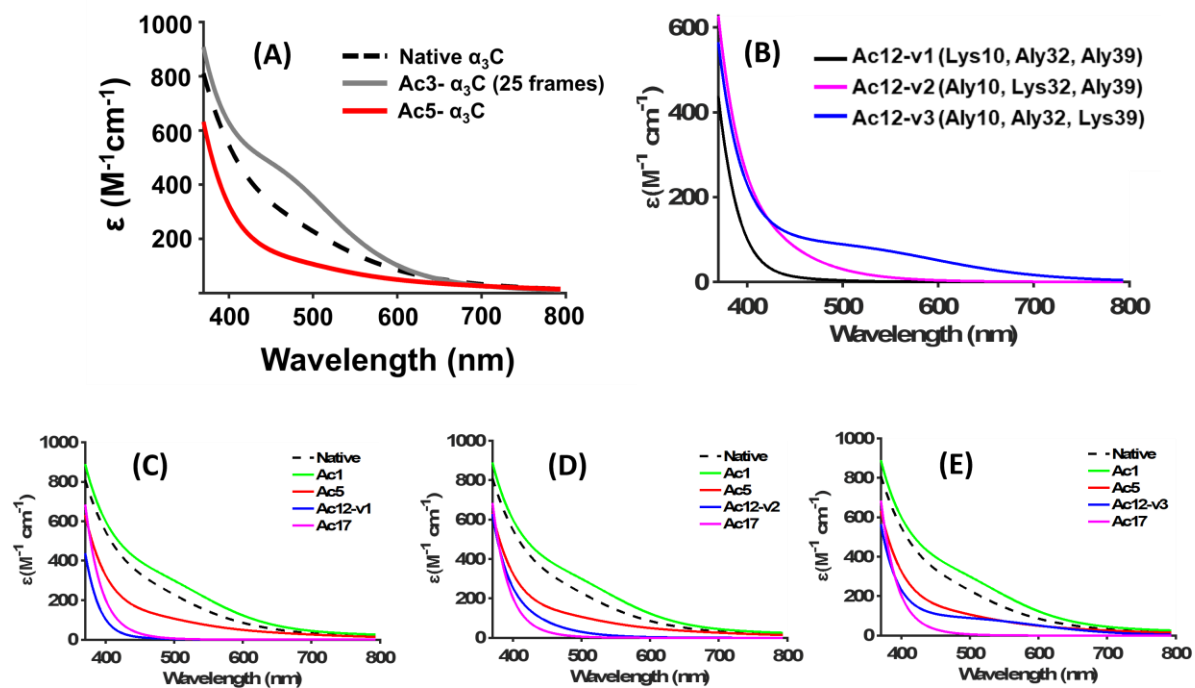 (A)
1000
800
600
400
200
ε (M⁻¹cm⁻¹)
Native α₃C
Ac3- α₃C (25 frames)
Ac5- α₃C
400 500 600 700 800
Wavelength (nm)
(B)
600
400
200
0
ε(M⁻¹ cm⁻¹)
Ac12-v1 (Lys10, Aly32, Aly39)
Ac12-v2 (Aly10, Lys32, Aly39)
Ac12-v3 (Aly10, Aly32, Lys39)
400 500 600 700 800
Wavelength (nm)
(C)
1000
800
600
400
200
0
ε(M⁻¹ cm⁻¹)
Native
Ac1
Ac5
Ac12-v1
Ac17
400 500 600 700 800
Wavelength (nm)
(D)
1000
800
600
400
200
0
ε(M⁻¹ cm⁻¹)
Native
Ac1
Ac5
Ac12-v2
Ac17
400 500 600 700 800
Wavelength (nm)
(E)
1000
800
600
400
200
0
ε(M⁻¹ cm⁻¹)
Native
Ac1
Ac5
Ac12-v3
Ac17
400 500 600 700 800
Wavelength (nm)